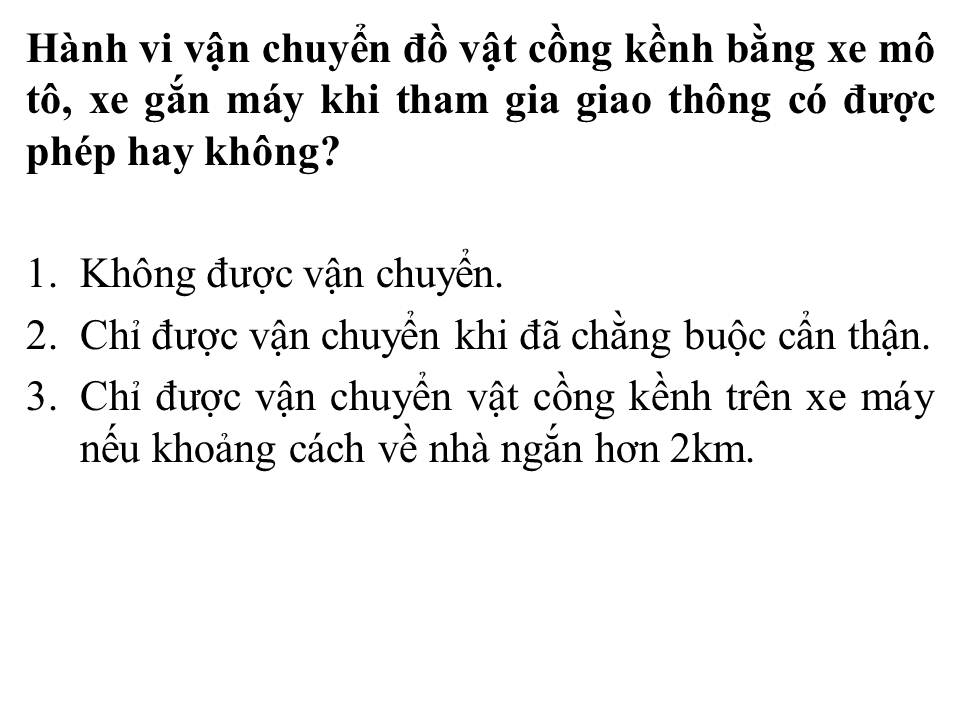 Hành vi vận chuyển đồ vật cồng kềnh bằng xe mô
tô, xe gắn máy khi tham gia giao thông có được
phép hay không?
1. Không được vận chuyển.
2. Chỉ được vận chuyển khi đã chằng buộc cẩn thận.
3. Chỉ được vận chuyển vật cồng kềnh trên xe máy
nếu khoảng cách về nhà ngắn hơn 2km.